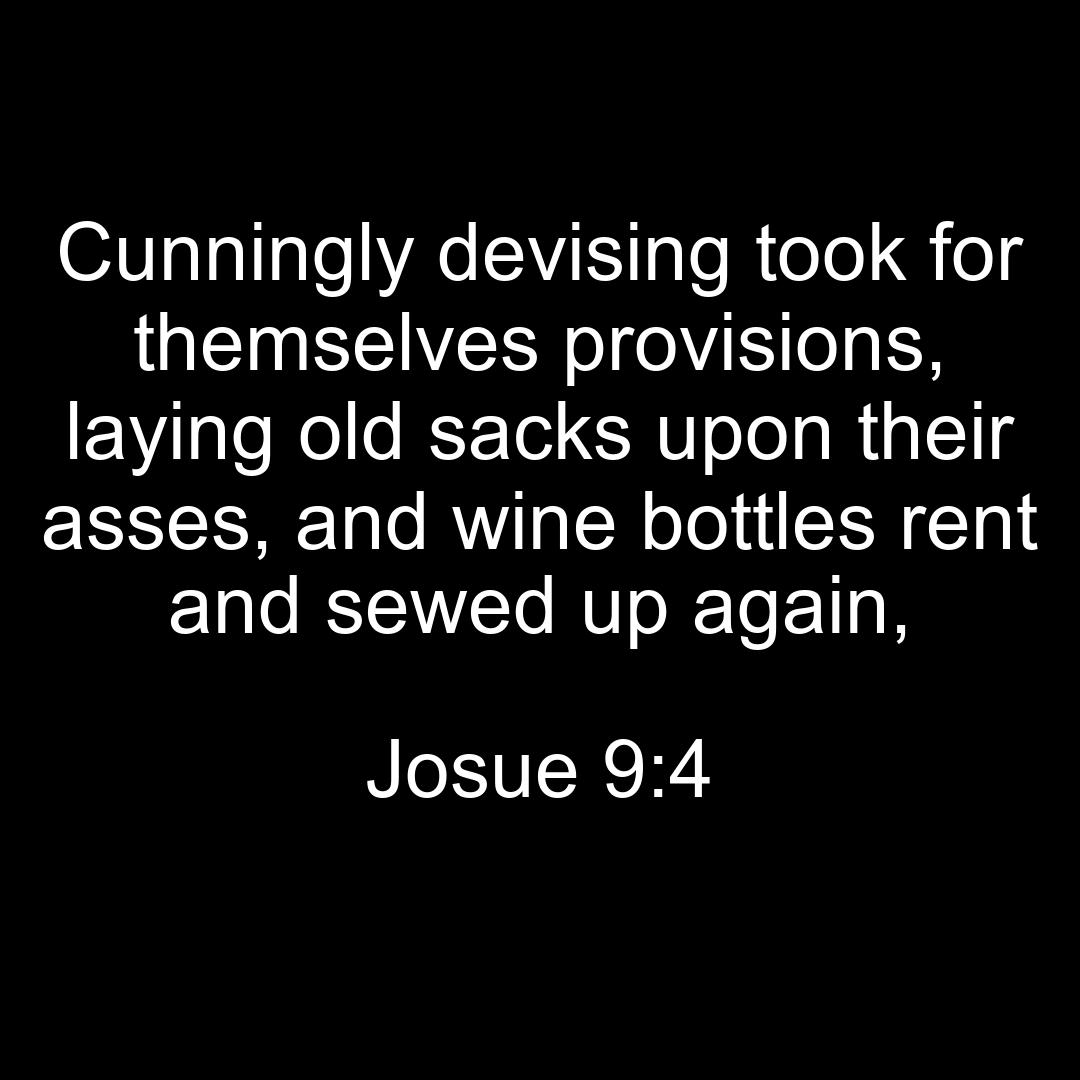 Cunningly devising took for
themselves provisions,
laying old sacks upon their
asses, and wine bottles rent
and sewed up again,
Josue 9:4